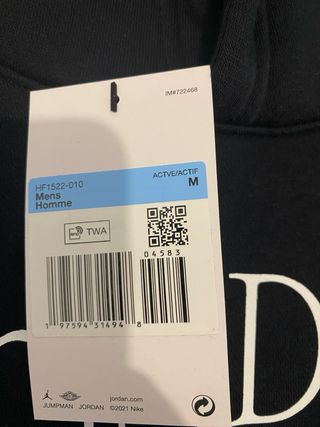 IM#722468
HF1522-010
Mens
Homme
ACTVE/ACTIF
M
RFID
TWA
04583
1 97594 31494 8
jordan.com
JUMPMAN JORDAN ©2021 Nike
D